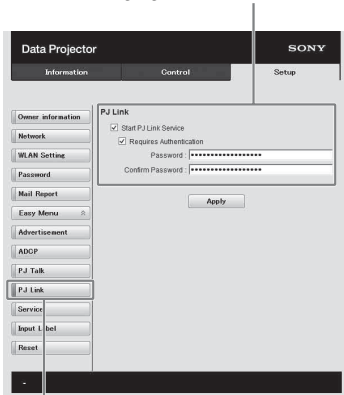 Data Projector
SONY
Information
Control
Setup
Owner information
Network
WLAN Setting
Password
Mail Report
Easy Menu
Advertisement
ADCP
PJ Talk
PJ Link
Service
Input Label
Reset
PJ Link
Start PJ Link Service
Requires Authentication
Password :
Confirm Password :
Apply
-